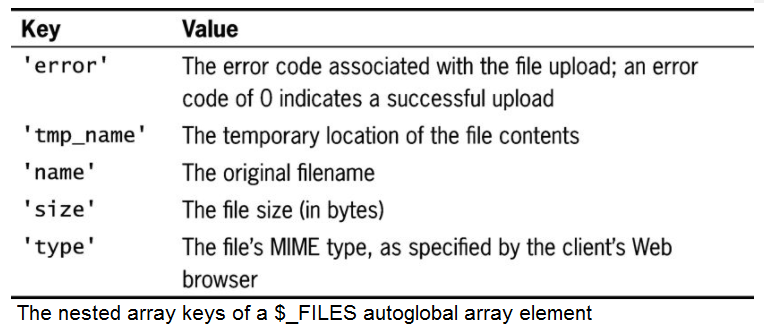 Key Value
'error' The error code associated with the file upload; an error
code of 0 indicates a successful upload
'tmp_name' The temporary location of the file contents
'name' The original filename
'size' The file size (in bytes)
'type' The file’s MIME type, as specified by the client’s Web
browser
The nested array keys of a $_FILES autoglobal array element